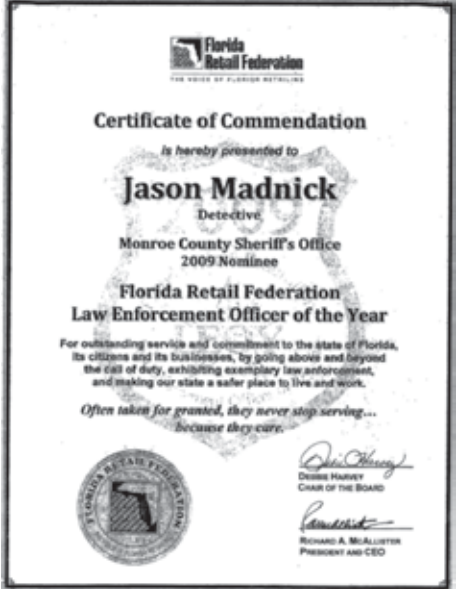 Florida
Retail Federation
THE VOICE OF FLORIDA RETAILING
Certificate of Commendation
is hereby presented to
Jason Madnick
Detective
Monroe County Sheriff's Office
2009 Nominee
Florida Retail Federation
Law Enforcement Officer of the Year
For outstanding service and commitment to the state of Florida,
its citizens and its businesses, by going above and beyond
the call of duty, exhibiting exemplary law enforcement,
and making our state a safer place to live and work.
Often taken for granted, they never stop serving...
because they care.
FLORIDA RETAIL FEDERATION
DEBBIE HARVEY
CHAIR OF THE BOARD
RICHARD A. MCALLISTER
PRESIDENT AND CEO
2009